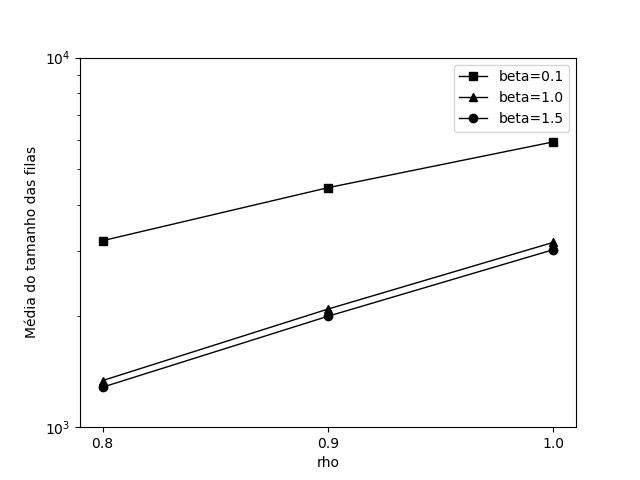 10^4
beta=0.1
beta=1.0
beta=1.5
Média do tamanho das filas
10^3
0.8 0.9 1.0
rho